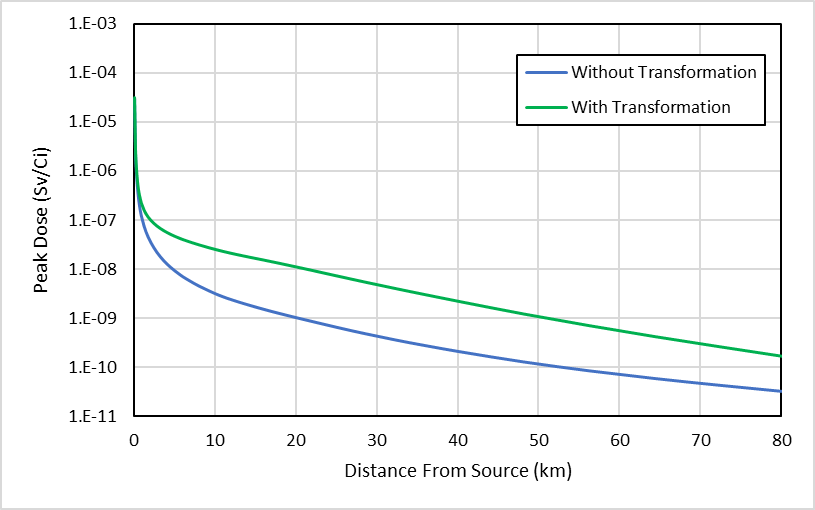 1.E-03
1.E-04
1.E-05
1.E-06
1.E-07
1.E-08
1.E-09
1.E-10
1.E-11
Peak Dose (Sv/Ci)
Without Transformation
With Transformation
0 10 20 30 40 50 60 70 80
Distance From Source (km)